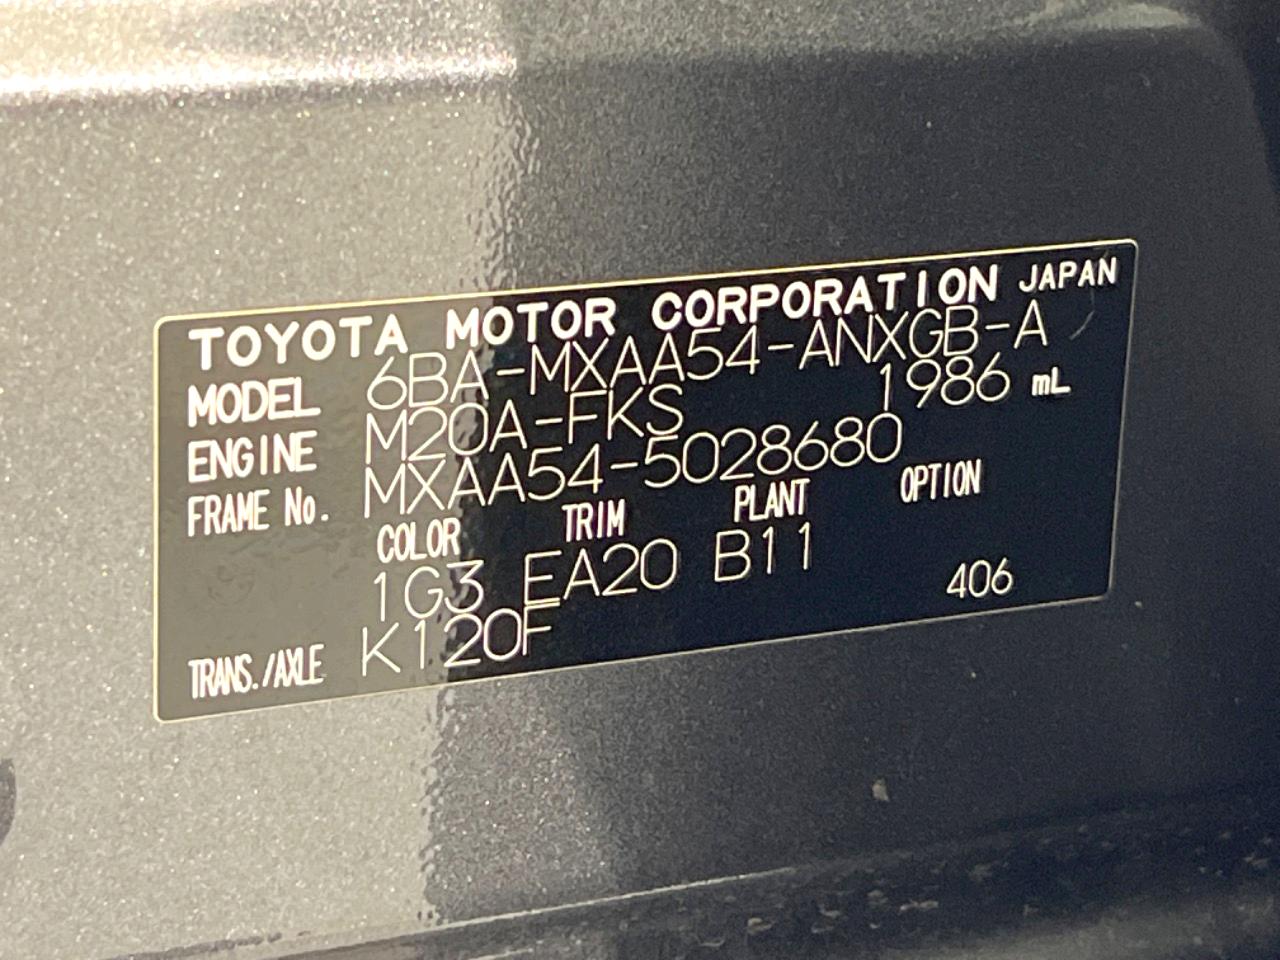 TOYOTA MOTOR CORPORATION JAPAN
MODEL 6BA-MXAA54-ANXGB-A
ENGINE M20A-FKS 1986 mL
FRAME No. MXAA54-5028680
COLOR TRIM PLANT OPTION
1G3 EA20 B11
TRANS./AXLE K120F 406